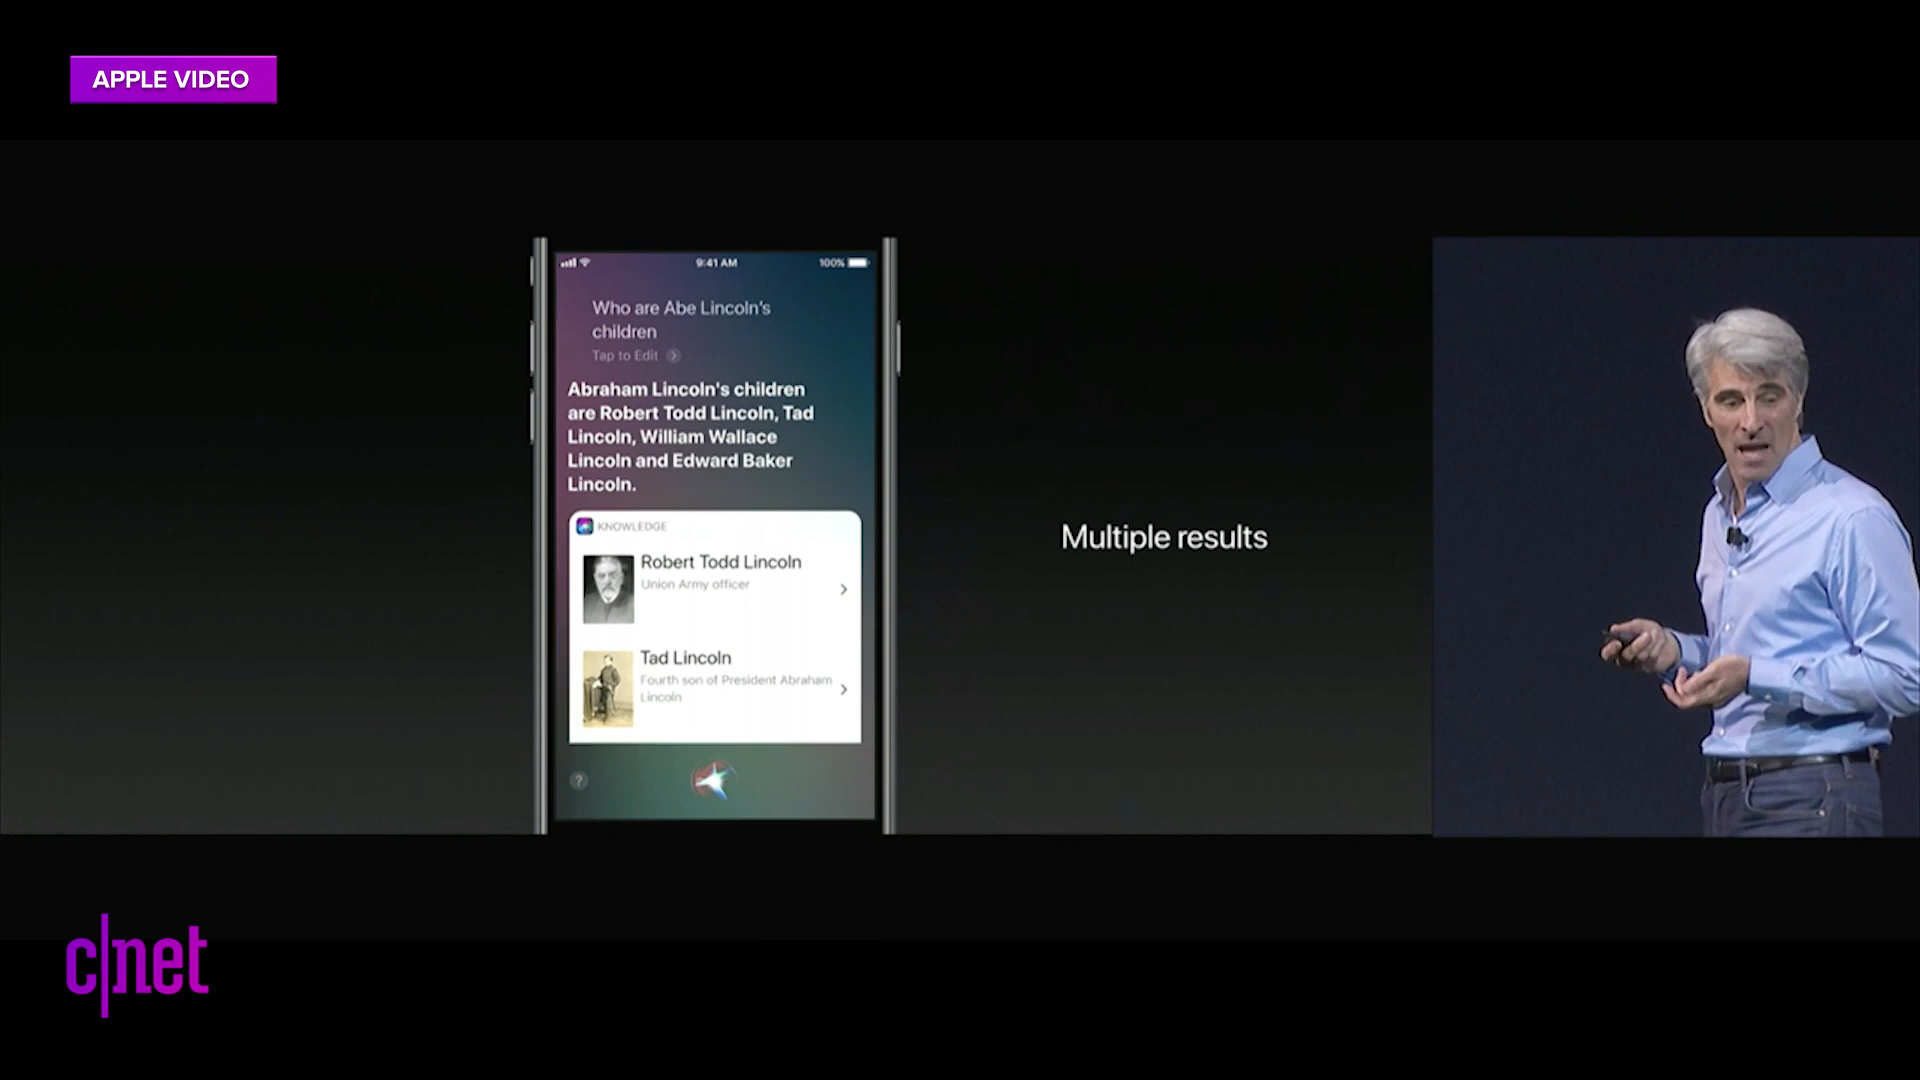 APPLE VIDEO
9:41 AM
100%
Who are Abe Lincoln's
children
Tap to Edit
Abraham Lincoln's children
are Robert Todd Lincoln, Tad
Lincoln, William Wallace
Lincoln and Edward Baker
Lincoln.
KNOWLEDGE
Robert Todd Lincoln
Union Army officer
Tad Lincoln
Fourth son of President Abraham
Lincoln
?
Multiple results
c|net